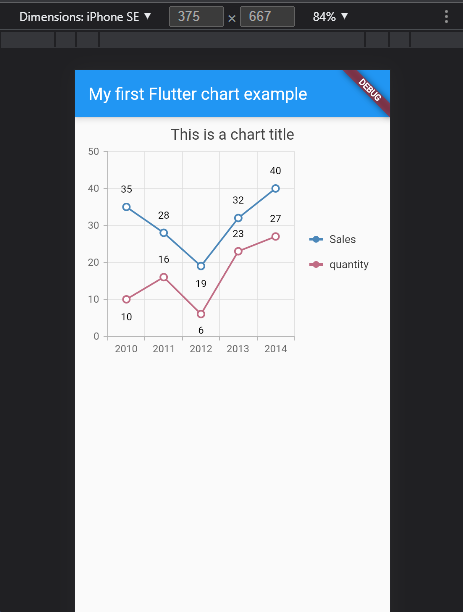 Dimensions: iPhone SE ▼ 375 × 667 84% ▼
My first Flutter chart example
DEBUG
This is a chart title
50
40
30
20
10
0
35
28
19
32
40
10
16
6
23
27
2010 2011 2012 2013 2014
Sales
quantity